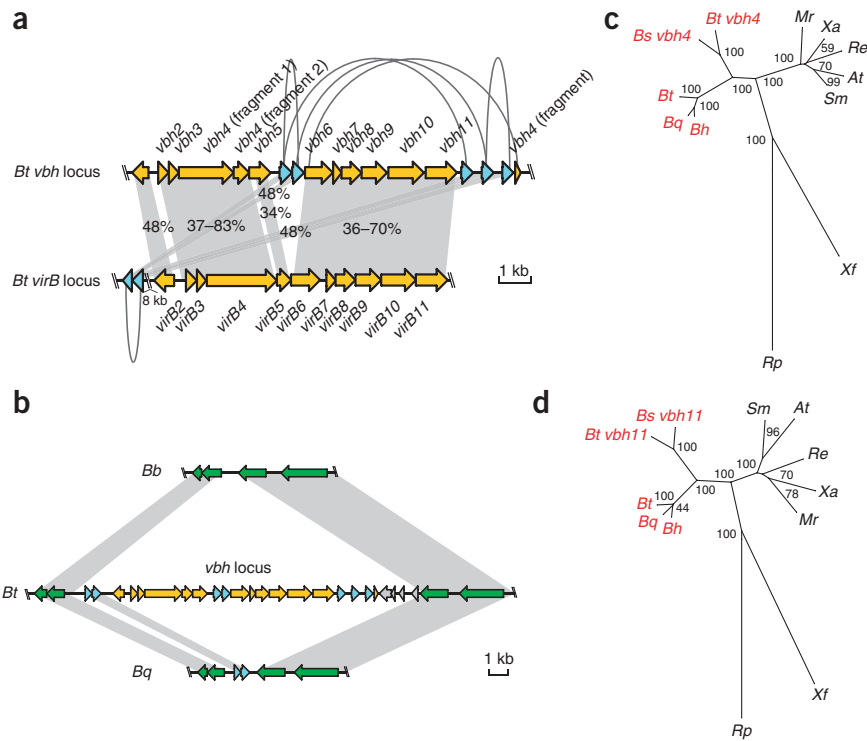 a
vbh2
vbh3
vbh4 (fragment 1)
vbh4 (fragment 2)
vbh5
vbh6
vbh7
vbh8
vbh9
vbh10
vbh11
vbh4 (fragment)
Bt vbh locus
48%
37–83%
48%
34%
48%
36–70%
Bt virB locus
8 kb
1 kb
virB2
virB3
virB4
virB5
virB6
virB7
virB8
virB9
virB10
virB11
b
Bb
vbh locus
Bt
Bq
1 kb
c
Bt vbh4
Bs vbh4
Mr
Xa
Re
At
Sm
100
100
59
70
99
Bt
100
100
100
100
Bq
Bh
100
Xf
Rp
d
Bs vbh11
Bt vbh11
Sm
At
96
Re
100
100
70
Xa
78
Mr
Bt
100
100
100
44
Bq
Bh
100
Xf
Rp